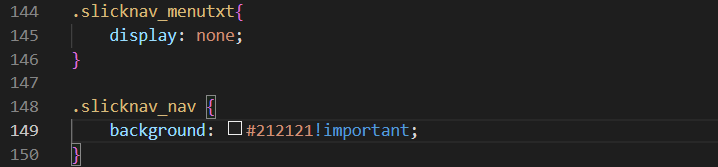 144 .slicknav_menutxt{
145     display: none;
146 }
147
148 .slicknav_nav {
149     background: #212121!important;
150 }